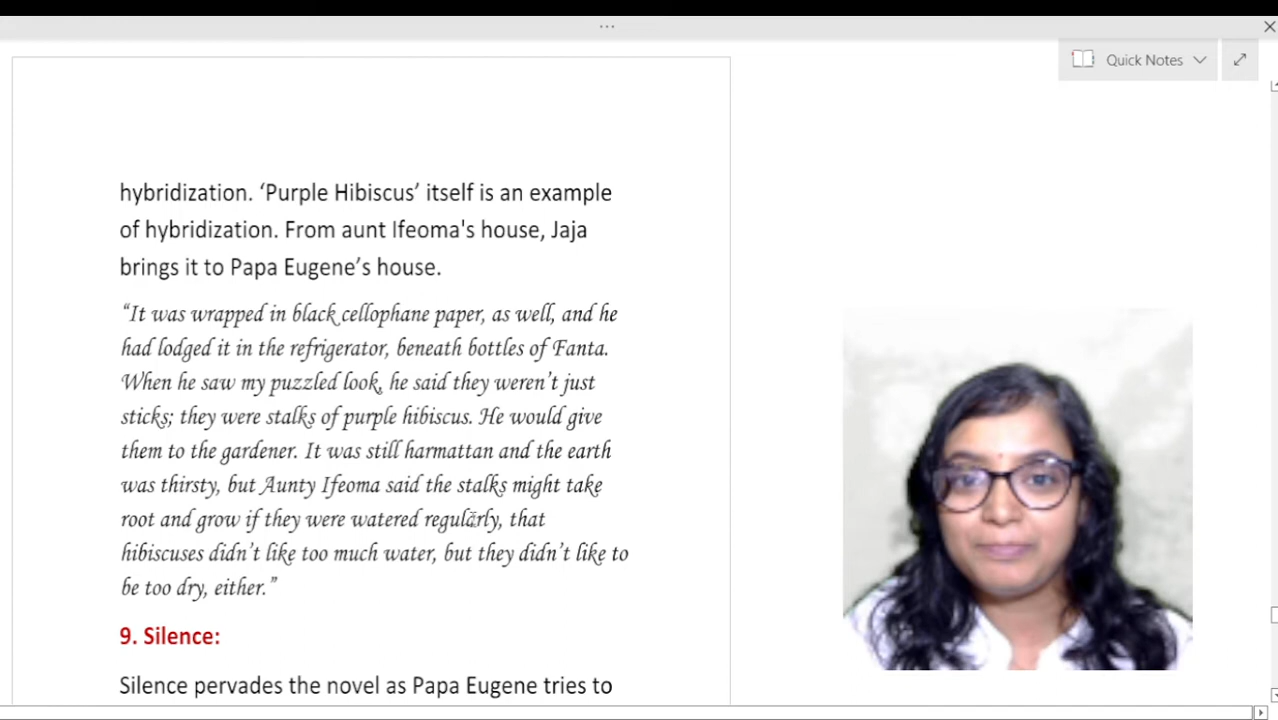 Quick Notes
hybridization. ‘Purple Hibiscus’ itself is an example
of hybridization. From aunt Ifeoma's house, Jaja
brings it to Papa Eugene’s house.
“It was wrapped in black cellophane paper, as well, and he
had lodged it in the refrigerator, beneath bottles of Fanta.
When he saw my puzzled look, he said they weren’t just
sticks; they were stalks of purple hibiscus. He would give
them to the gardener. It was still harmattan and the earth
was thirsty, but Aunty Ifeoma said the stalks might take
root and grow if they were watered regularly, that
hibiscuses didn’t like too much water, but they didn’t like to
be too dry, either.”
9. Silence:
Silence pervades the novel as Papa Eugene tries to